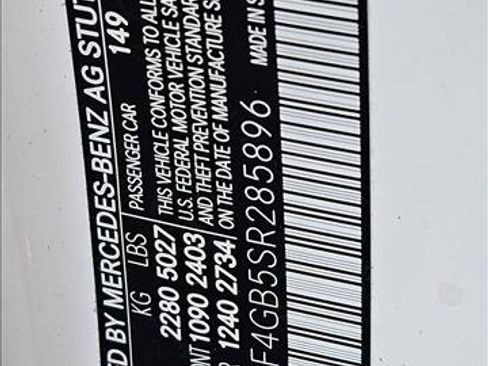 ED BY MERCEDES-BENZ AG STUT
149
KG LBS PASSENGER CAR
2280 5027 THIS VEHICLE CONFORMS TO ALL
NT 1090 2403 U.S. FEDERAL MOTOR VEHICLE SA
1240 2734 AND THEFT PREVENTION STANDAR
ON THE DATE OF MANUFACTURE S
F4GB5SR285896 MADE IN S